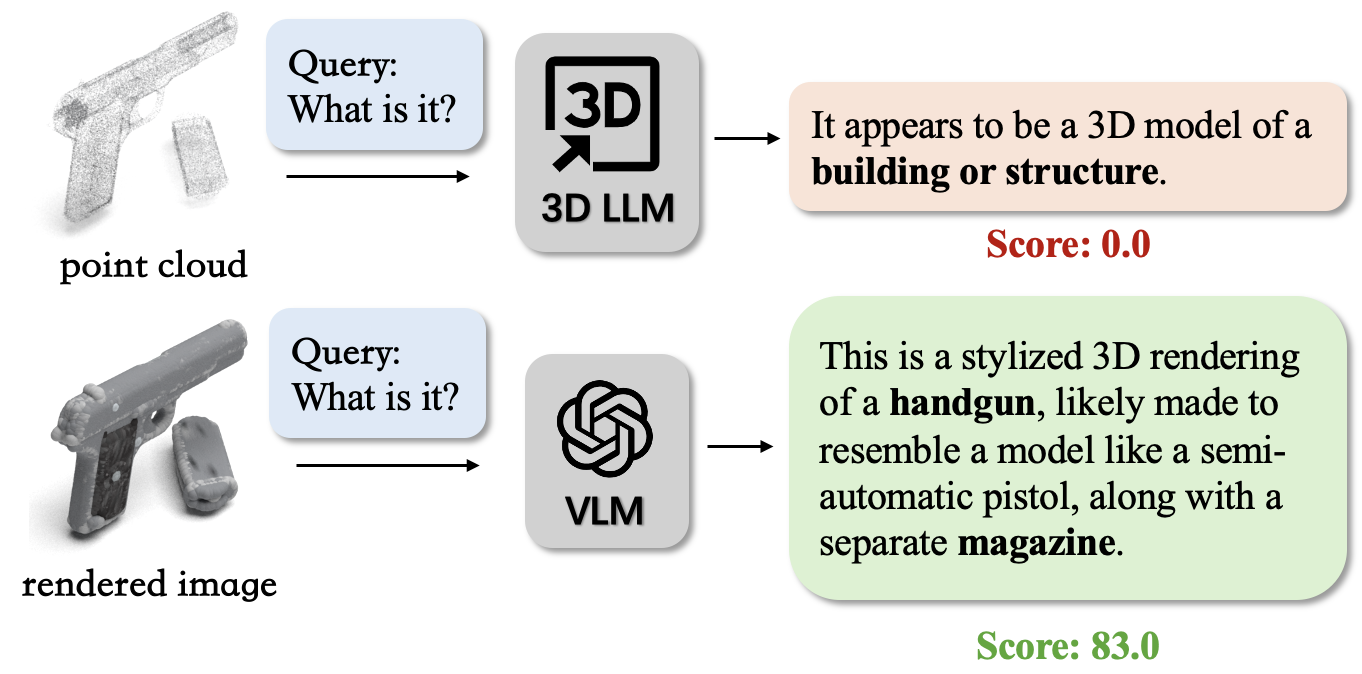 Query:
What is it?
3D
3D LLM
It appears to be a 3D model of a
building or structure.
Score: 0.0
point cloud
Query:
What is it?
VLM
This is a stylized 3D rendering
of a handgun, likely made to
resemble a model like a semi-
automatic pistol, along with a
separate magazine.
rendered image
Score: 83.0